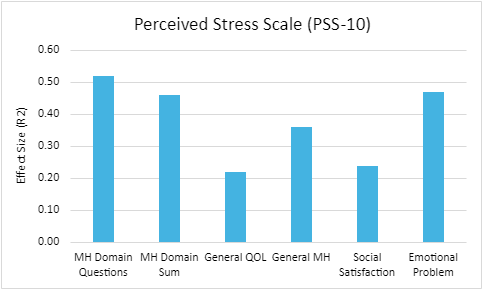 Perceived Stress Scale (PSS-10)
0.60
0.50
0.40
0.30
0.20
0.10
0.00
Effect Size (R2)
MH Domain
Questions
MH Domain
Sum
General QOL
General MH
Social
Satisfaction
Emotional
Problem